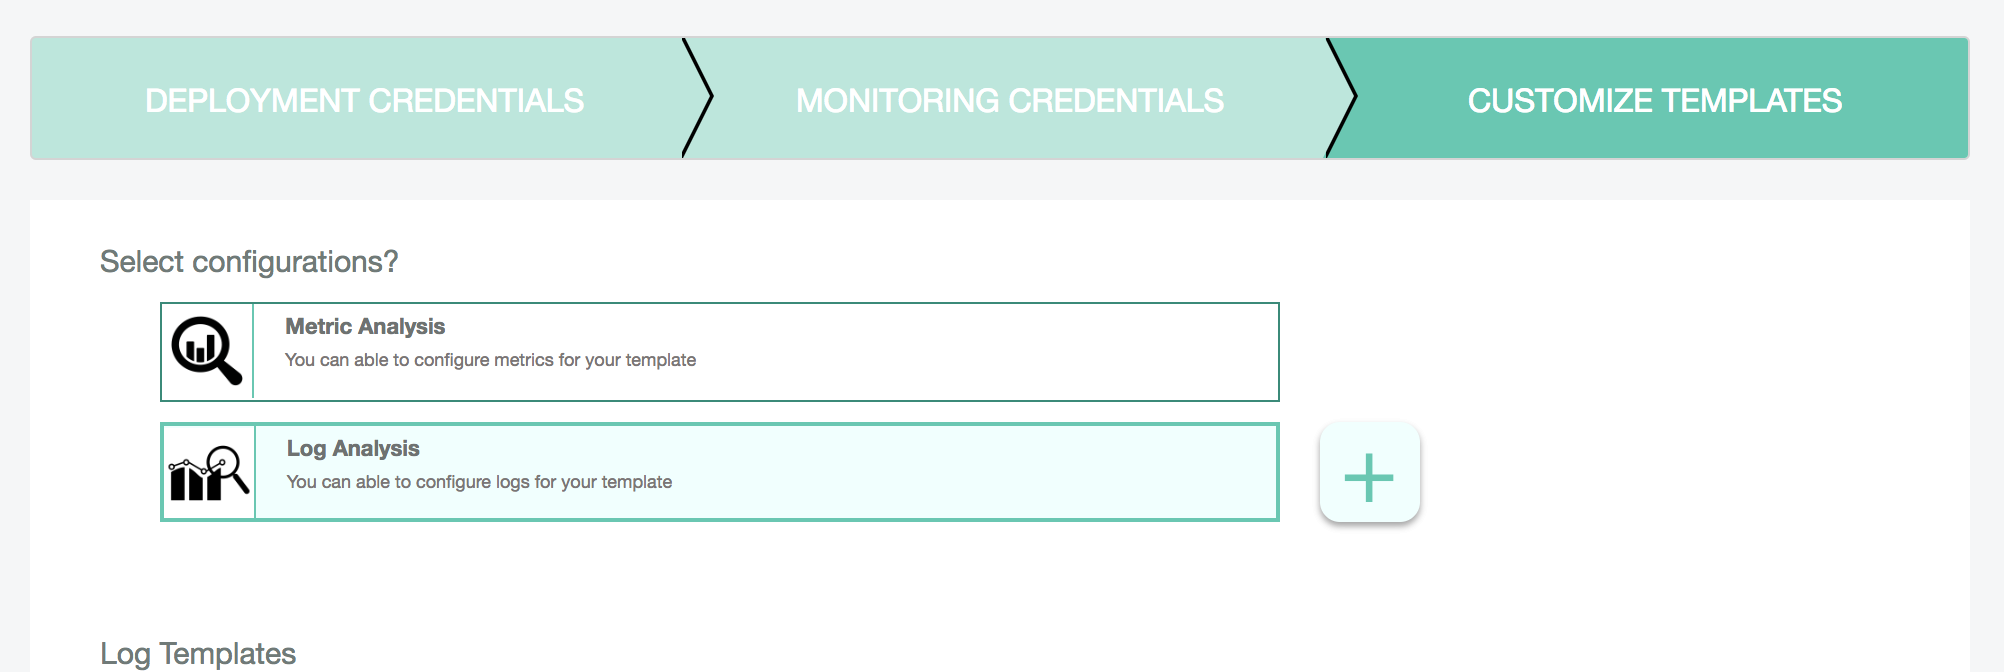 DEPLOYMENT CREDENTIALS
MONITORING CREDENTIALS
CUSTOMIZE TEMPLATES
Select configurations?
Metric Analysis
You can able to configure metrics for your template
Log Analysis
You can able to configure logs for your template
Log Templates